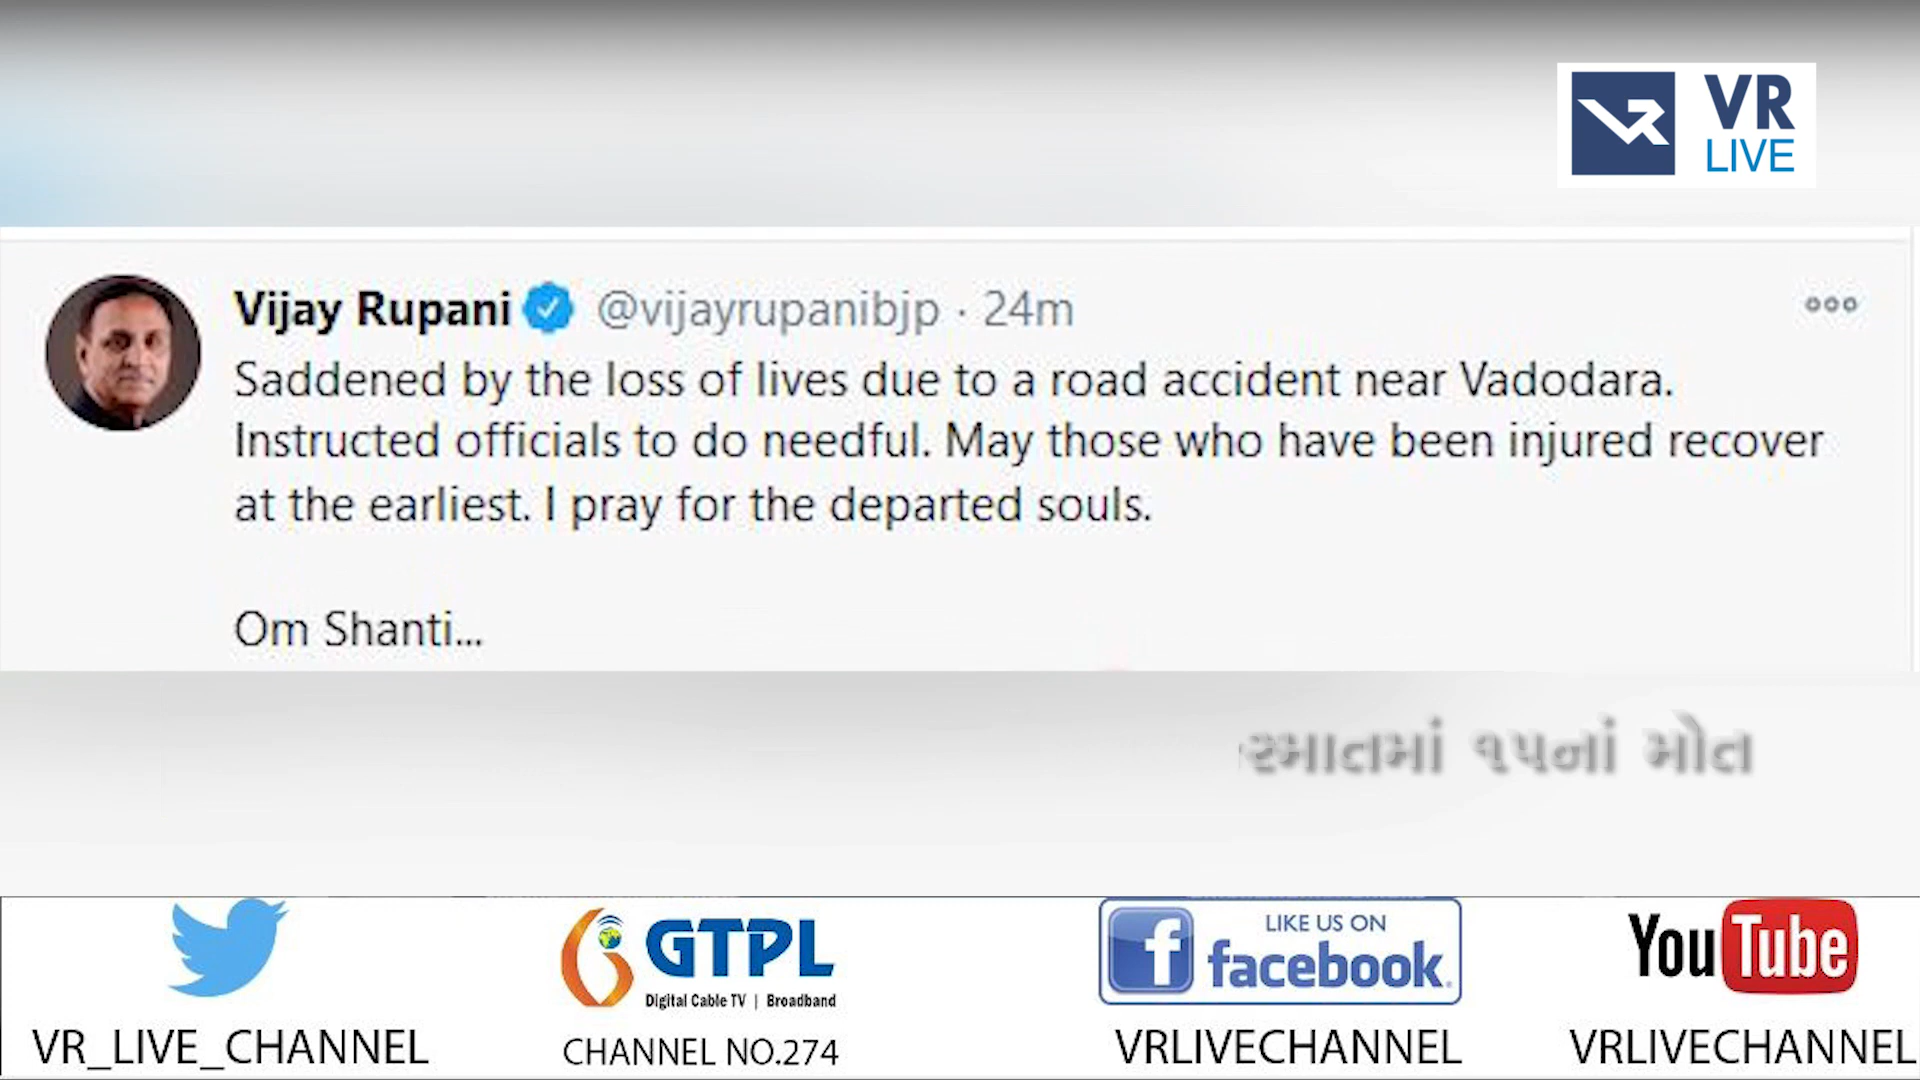 VR
LIVE
Vijay Rupani @vijayrupanibjp · 24m
Saddened by the loss of lives due to a road accident near Vadodara.
Instructed officials to do needful. May those who have been injured recover
at the earliest. I pray for the departed souls.
Om Shanti...
સ્માતમાં ૧૫નાં મોત
GTPL
Digital Cable TV | Broadband
LIKE US ON
facebook.
YouTube
VR_LIVE_CHANNEL
CHANNEL NO.274
VRLIVECHANNEL
VRLIVECHANNEL